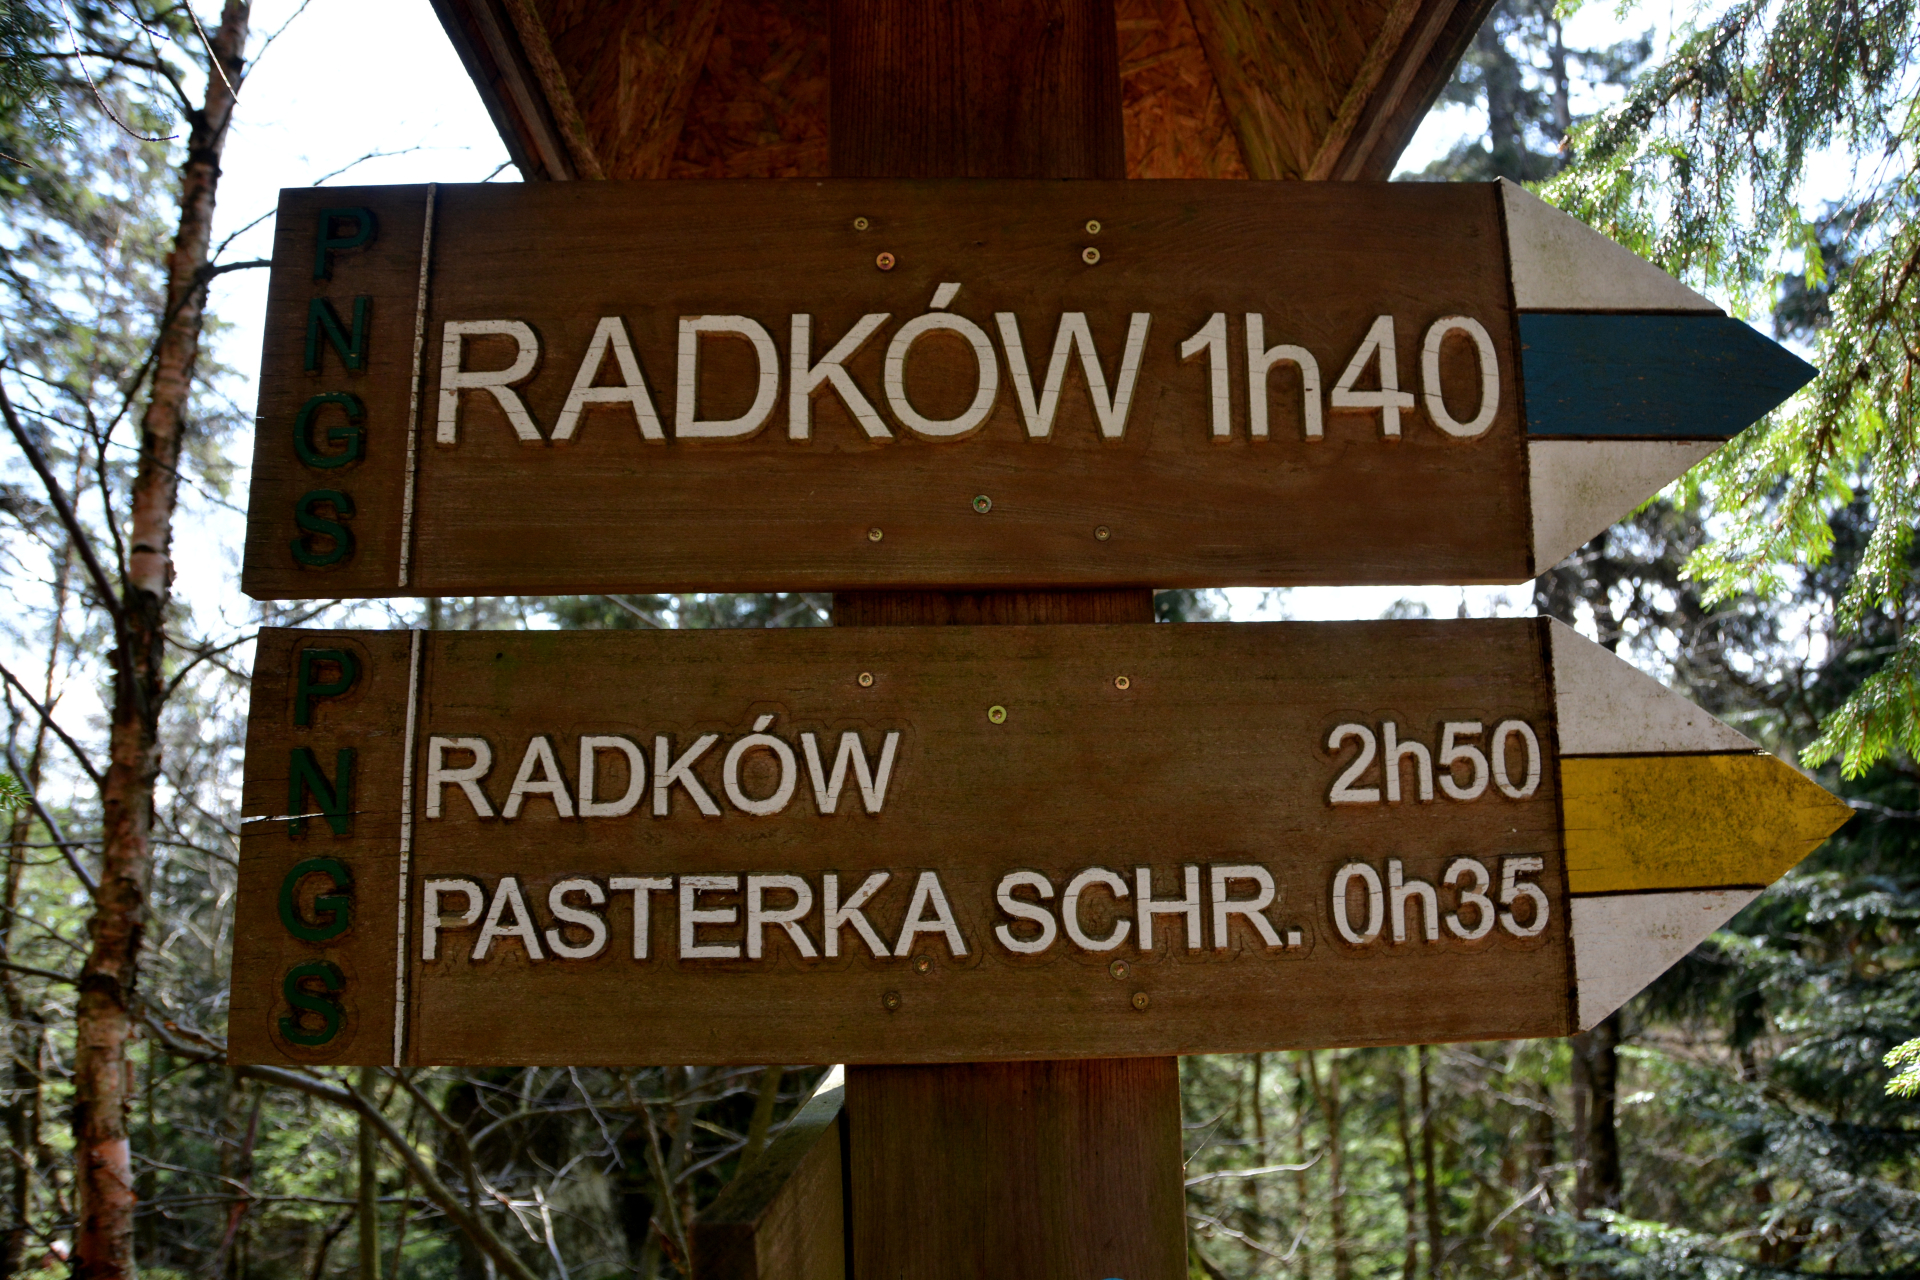 PNGS
RADKÓW 1h40
PNGS
RADKÓW 2h50
PASTERKA SCHR. 0h35